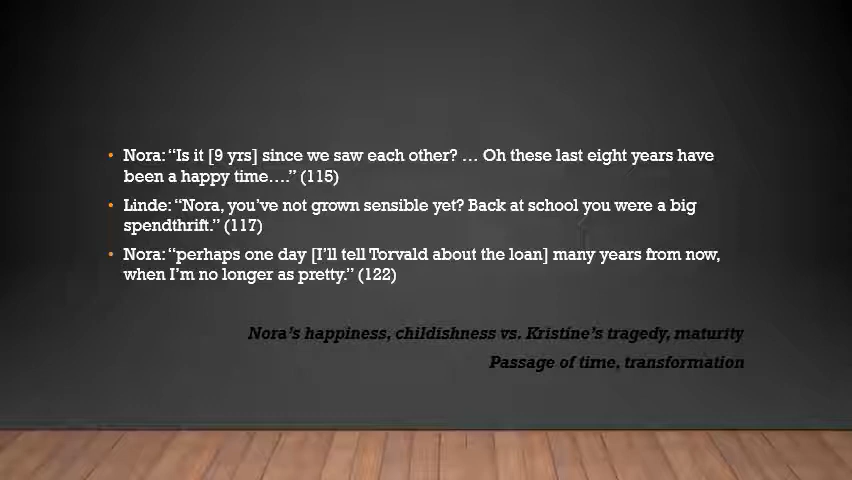 • Nora: “Is it [9 yrs] since we saw each other? … Oh these last eight years have
been a happy time….” (115)
• Linde: “Nora, you’ve not grown sensible yet? Back at school you were a big
spendthrift.” (117)
• Nora: “perhaps one day [I’ll tell Torvald about the loan] many years from now,
when I’m no longer as pretty.” (122)
Nora’s happiness, childishness vs. Kristine’s tragedy, maturity
Passage of time, transformation